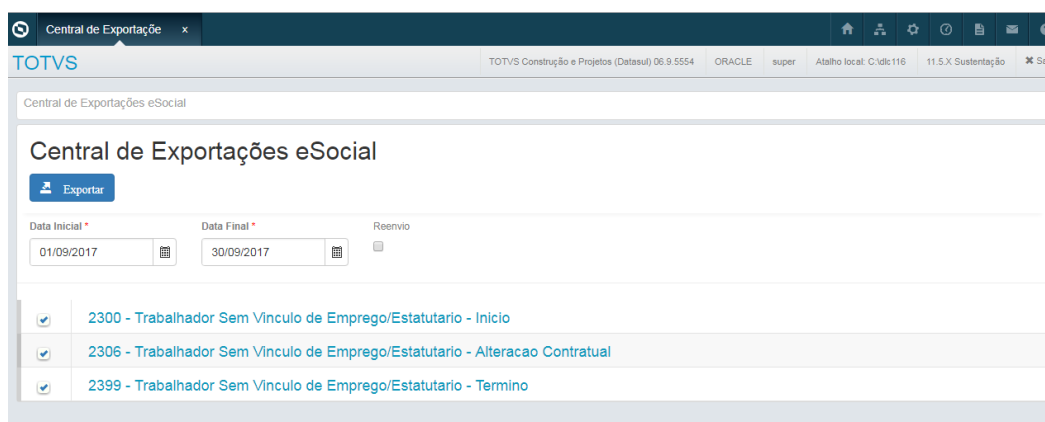 Central de Exportaçõe x
TOTVS TOTVS Construção e Projetos (Datasul) 06.9.5554 ORACLE super Atalho local: C:\dlc116 11.5.X Sustentação
Central de Exportações eSocial
Central de Exportações eSocial
Exportar
Data Inicial * Data Final * Reenvio
01/09/2017 30/09/2017
2300 - Trabalhador Sem Vinculo de Emprego/Estatutario - Inicio
2306 - Trabalhador Sem Vinculo de Emprego/Estatutario - Alteracao Contratual
2399 - Trabalhador Sem Vinculo de Emprego/Estatutario - Termino